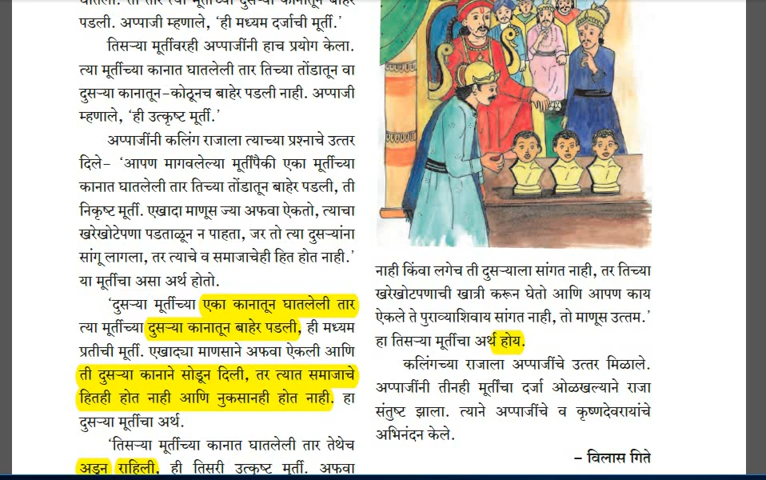 घातली. ती तार त्या मूर्तीच्या दुसऱ्या कानातून बाहेर
पडली. अप्पाजी म्हणाले, ‘ही मध्यम दर्जाची मूर्ती.’
तिसऱ्या मूर्तीवरही अप्पाजींनी हाच प्रयोग केला.
त्या मूर्तीच्या कानात घातलेली तार तिच्या तोंडातून वा
दुसऱ्या कानातून–कोठूनच बाहेर पडली नाही. अप्पाजी
म्हणाले, ‘ही उत्कृष्ट मूर्ती.’
अप्पाजींनी कलिंग राजाला त्याच्या प्रश्नाचे उत्तर
दिले– ‘आपण मागवलेल्या मूर्तींपैकी एका मूर्तीच्या
कानात घातलेली तार तिच्या तोंडातून बाहेर पडली, ती
निकृष्ट मूर्ती. एखादा माणूस ज्या अफवा ऐकतो, त्याचा
खरेखोटेपणा पडताळून न पाहता, जर तो त्या दुसऱ्यांना
सांगू लागला, तर त्याचे व समाजाचेही हित होत नाही.’
या मूर्तीचा असा अर्थ होतो.
‘दुसऱ्या मूर्तीच्या एका कानातून घातलेली तार
त्या मूर्तीच्या दुसऱ्या कानातून बाहेर पडली, ही मध्यम
प्रतीची मूर्ती. एखाद्या माणसाने अफवा ऐकली आणि
ती दुसऱ्या कानाने सोडून दिली, तर त्यात समाजाचे
हितही होत नाही आणि नुकसानही होत नाही. हा
दुसऱ्या मूर्तीचा अर्थ.
‘तिसऱ्या मूर्तीच्या कानात घातलेली तार तेथेच
अडून राहिली, ही तिसरी उत्कृष्ट मूर्ती. अफवा
नाही किंवा लगेच ती दुसऱ्याला सांगत नाही, तर तिच्या
खरेखोटपणाची खात्री करून घेतो आणि आपण काय
ऐकले ते पुराव्याशिवाय सांगत नाही, तो माणूस उत्तम.’
हा तिसऱ्या मूर्तीचा अर्थ होय.
कलिंगच्या राजाला अप्पाजींचे उत्तर मिळाले.
अप्पाजींनी तीनही मूर्तींचा दर्जा ओळखल्याने राजा
संतुष्ट झाला. त्याने अप्पाजींचे व कृष्णदेवरायांचे
अभिनंदन केले.
– विलास गिते